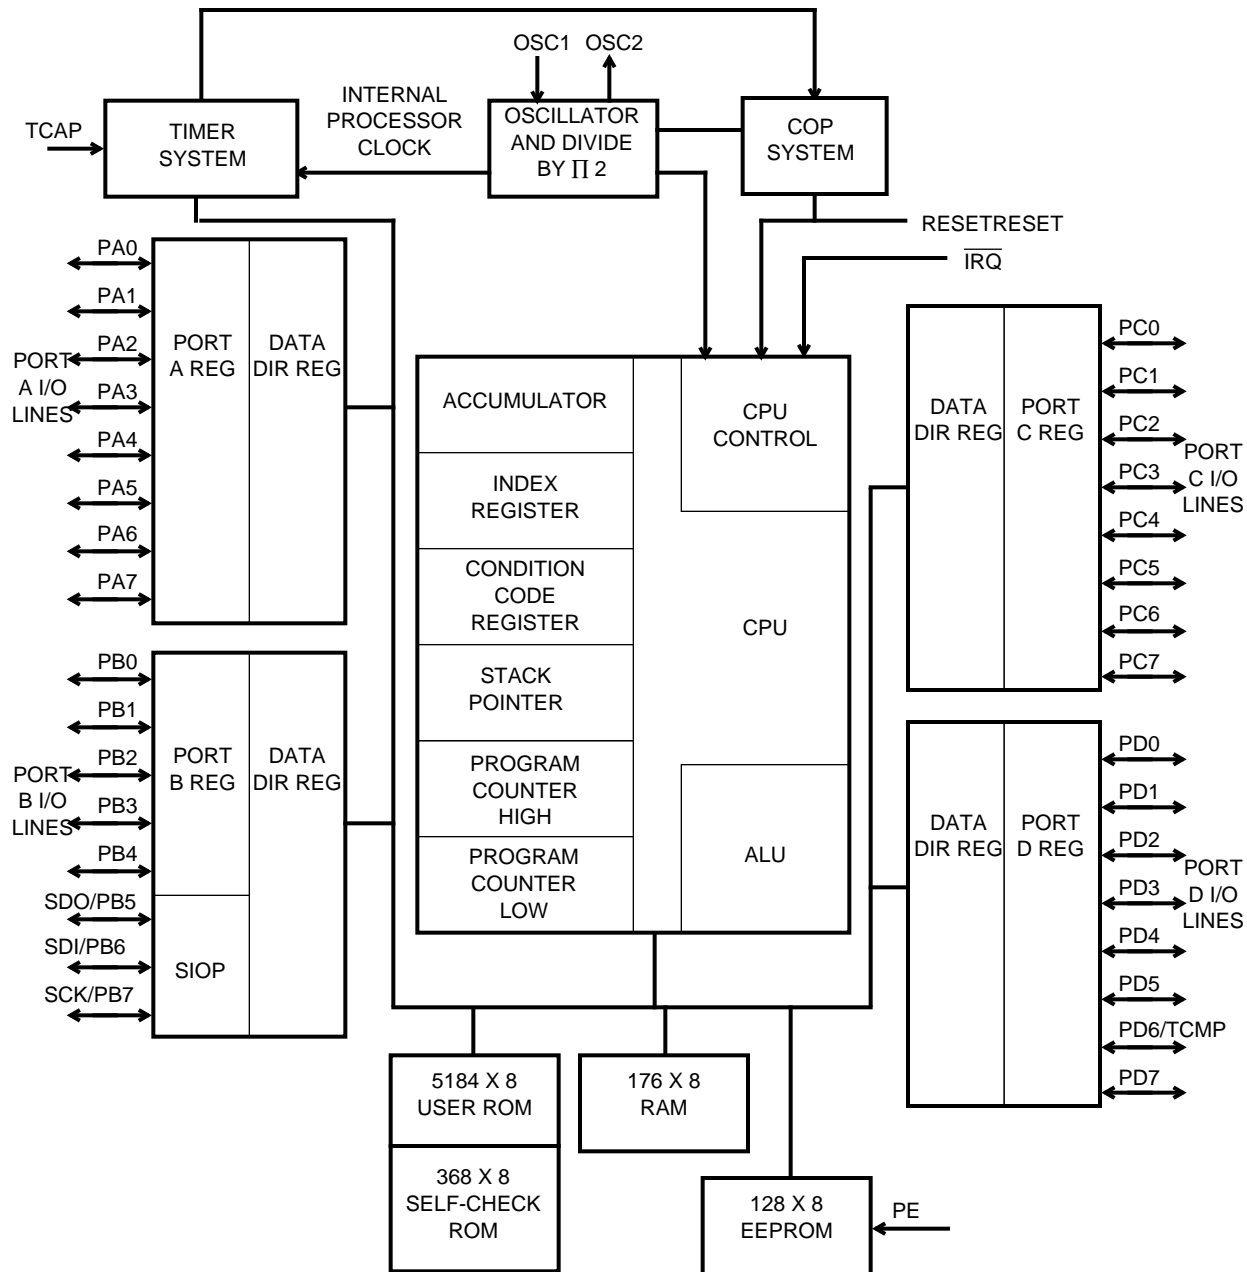 OSC1 OSC2
TCAP
TIMER
SYSTEM
INTERNAL
PROCESSOR
CLOCK
OSCILLATOR
AND DIVIDE
BY ∏ 2
COP
SYSTEM
RESETRESET
IRQ
PORT
A I/O
LINES
PA0
PA1
PA2
PA3
PA4
PA5
PA6
PA7
PORT
A REG
DATA
DIR REG
PORT
B I/O
LINES
PB0
PB1
PB2
PB3
PB4
SDO/PB5
SDI/PB6
SCK/PB7
PORT
B REG
SIOP
DATA
DIR REG
ACCUMULATOR
INDEX
REGISTER
CONDITION
CODE
REGISTER
STACK
POINTER
PROGRAM
COUNTER
HIGH
PROGRAM
COUNTER
LOW
CPU
CONTROL
CPU
ALU
DATA
DIR REG
PORT
C REG
PC0
PC1
PC2
PC3
PC4
PC5
PC6
PC7
PORT
C I/O
LINES
DATA
DIR REG
PORT
D REG
PD0
PD1
PD2
PD3
PD4
PD5
PD6/TCMP
PD7
PORT
D I/O
LINES
5184 X 8
USER ROM
368 X 8
SELF-CHECK
ROM
176 X 8
RAM
128 X 8
EEPROM
PE